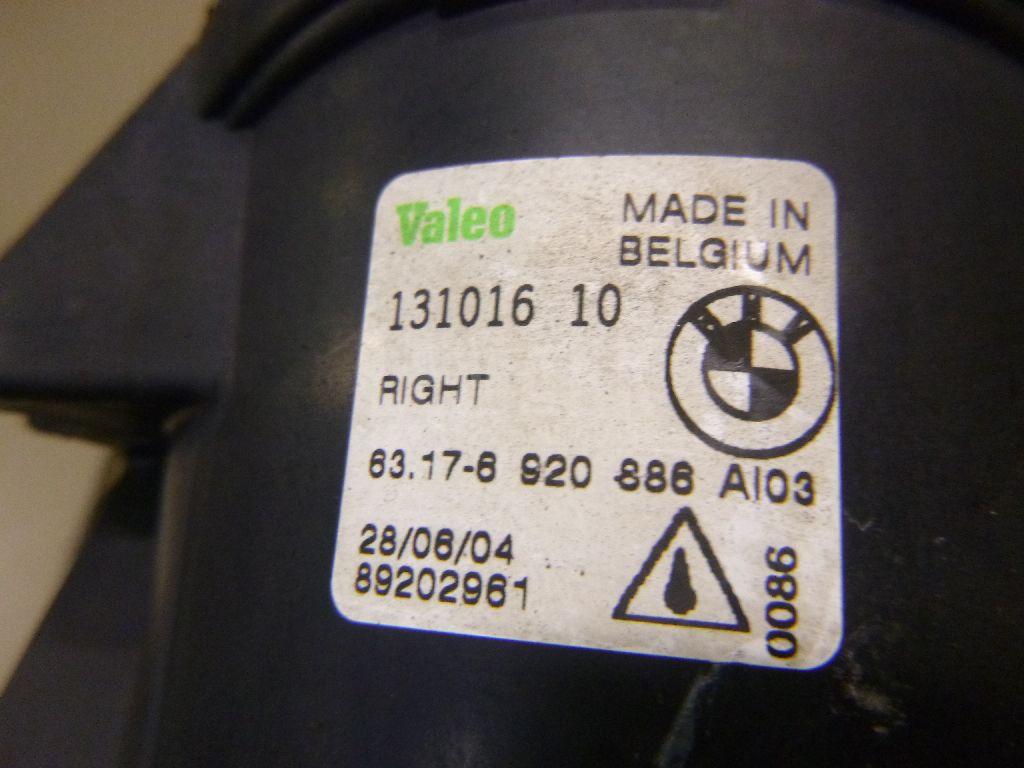 Valeo
MADE IN
BELGIUM
131016 10
RIGHT
63.17-6 920 886 AI03
28/06/04
89202961
0086